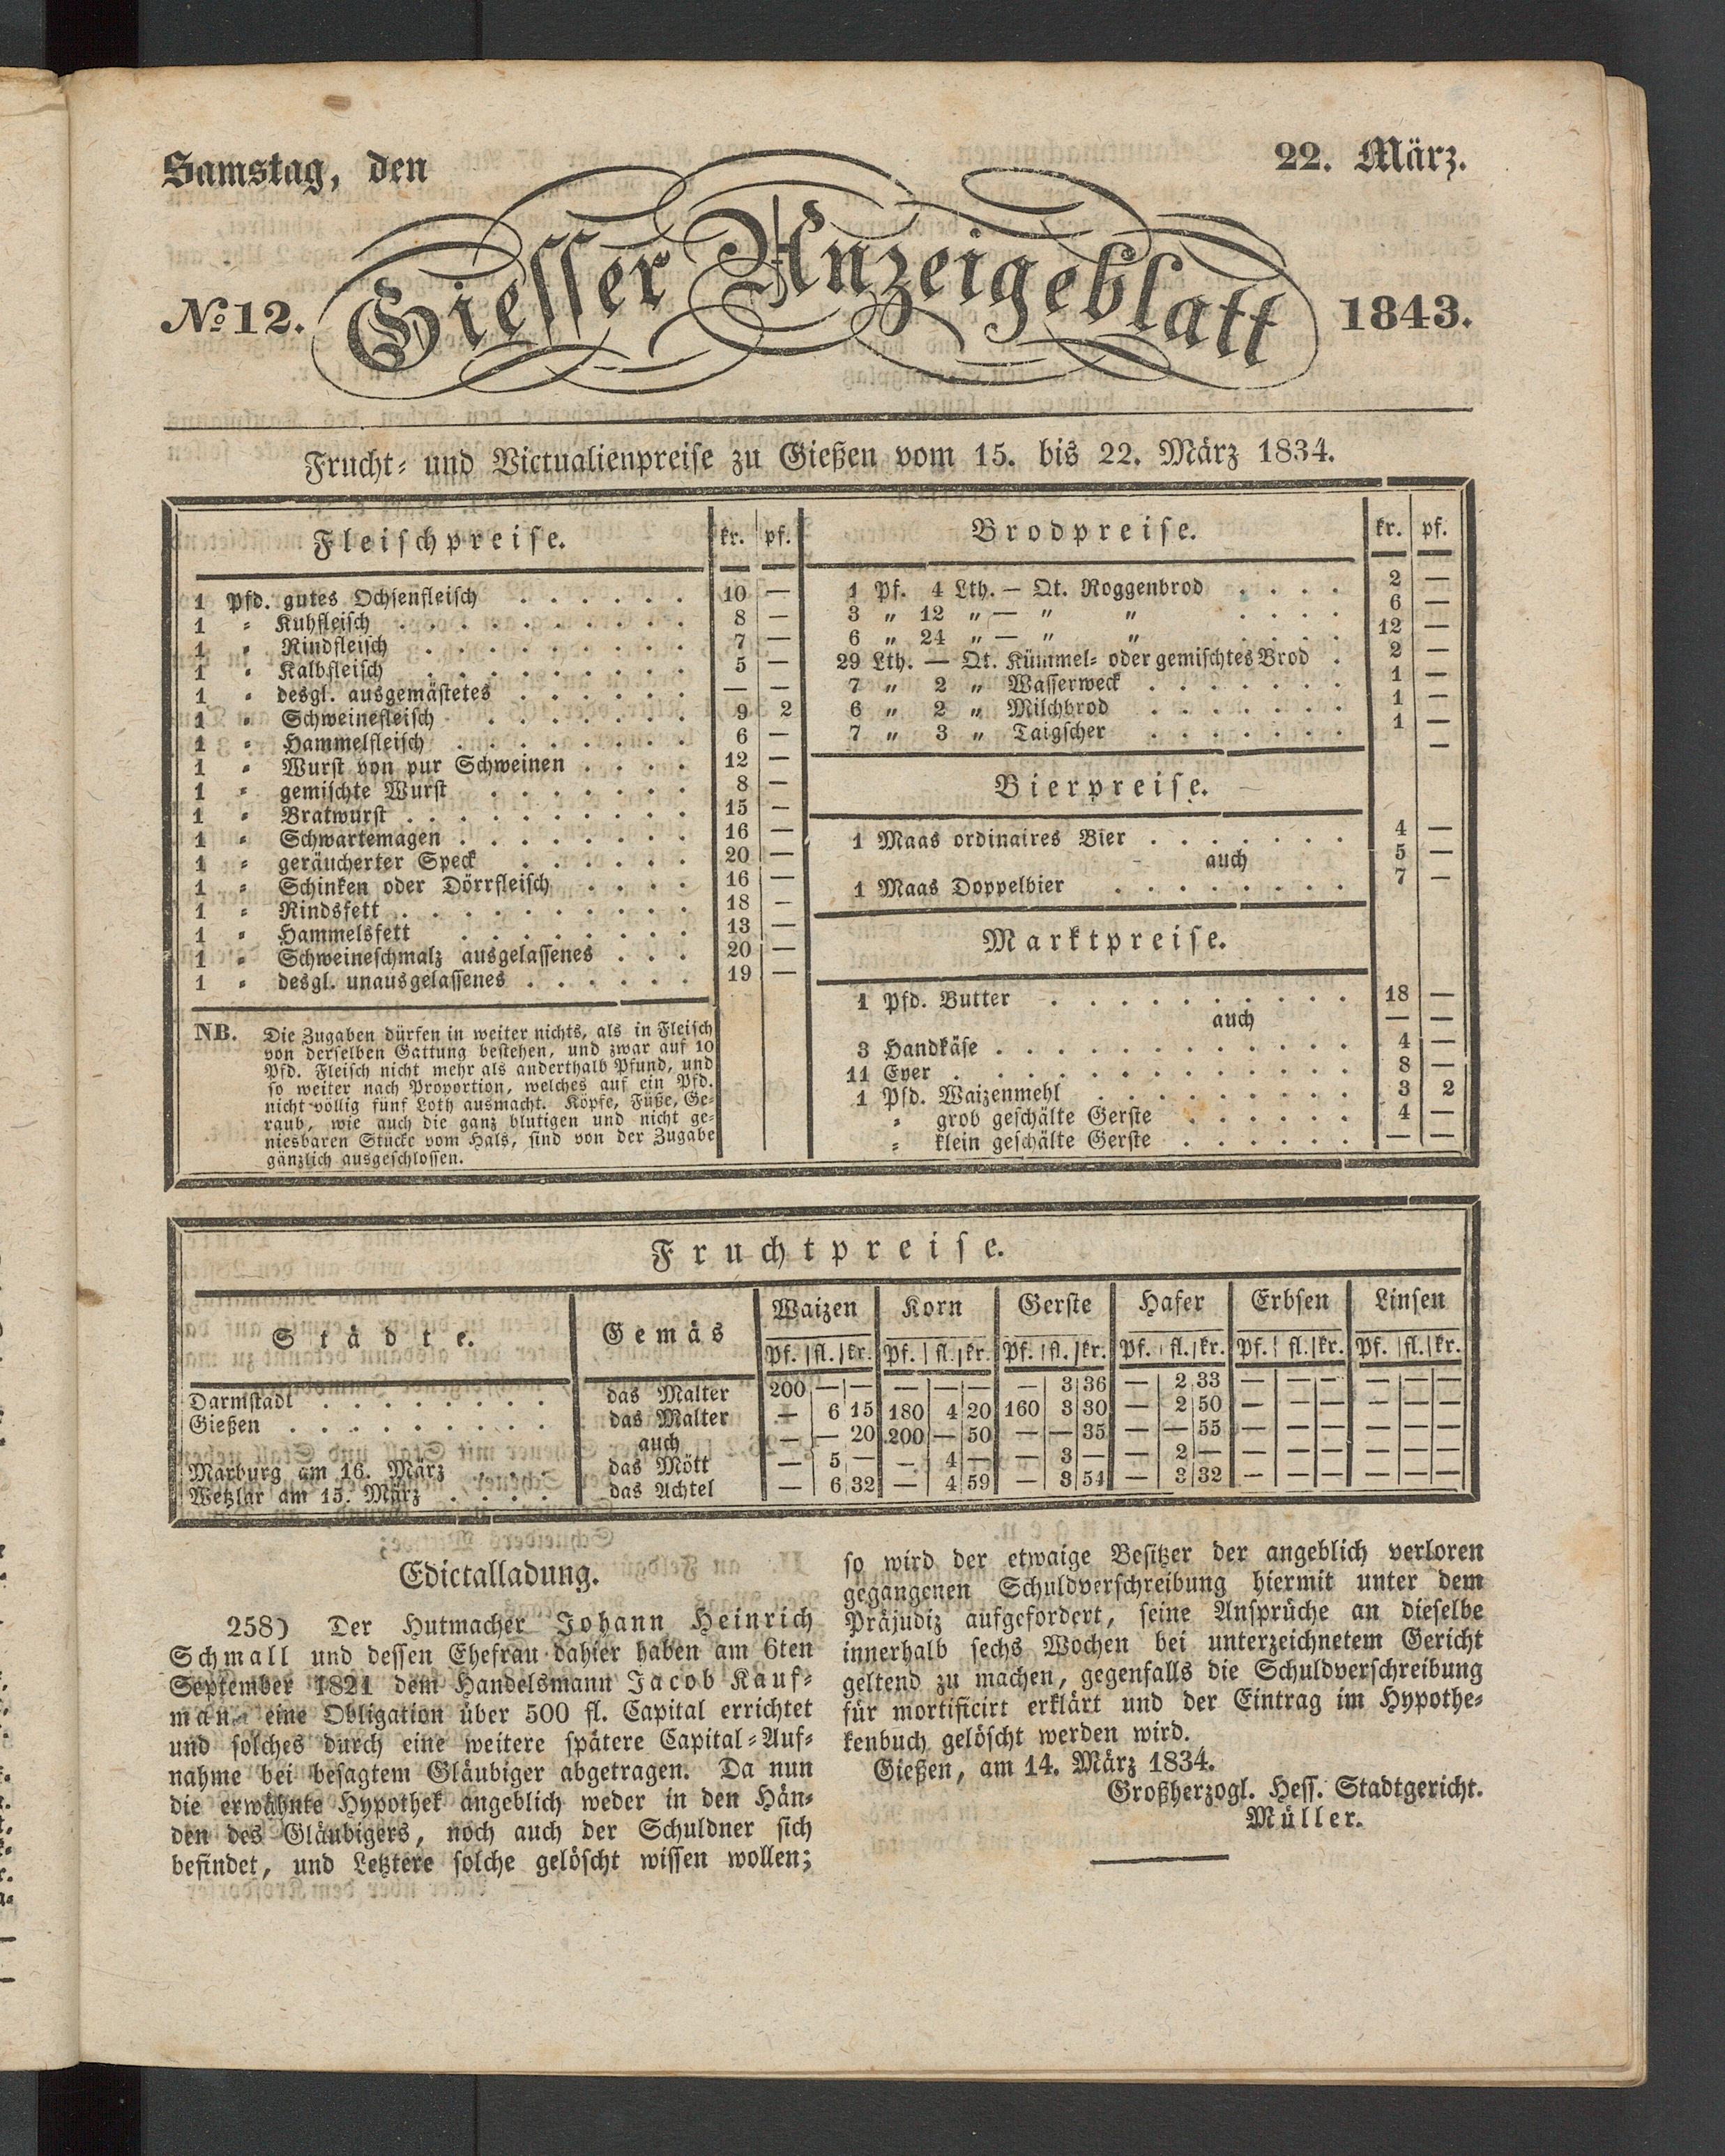 Samstag, den
22. März.
No 12.
Giesser Anzeigeblatt
1843.
Frucht- und Victualienpreise zu Gießen vom 15. bis 22. März 1834.
Fleischpreise. kr. pf.
1 Pfd. gutes Ochsenfleisch . . . . . . 10 —
1 „ Kuhfleisch . . . . . . . . . 8 —
1 „ Rindfleisch . . . . . . . . 7 —
1 „ Kalbfleisch . . . . . . . . 5 —
1 „ desgl. ausgemästetes . . . . . . — —
1 „ Schweinefleisch . . . . . . . 9 2
1 „ Hammelfleisch . . . . . . . 6 —
1 „ Wurst von pur Schweinen . . . . 12 —
1 „ gemischte Wurst . . . . . . . 8 —
1 „ Bratwurst . . . . . . . . . 15 —
1 „ Schwartemagen . . . . . . . 16 —
1 „ geräucherter Speck . . . . . . 20 —
1 „ Schinken oder Dörrfleisch . . . . 16 —
1 „ Rindsfett . . . . . . . . . 18 —
1 „ Hammelsfett . . . . . . . 13 —
1 „ Schweineschmalz ausgelassenes . . . 20 —
1 „ desgl. unausgelassenes . . . . . . 19 —
NB. Die Zugaben dürfen in weiter nichts, als in Fleisch
von derselben Gattung bestehen, und zwar auf 10
Pfd. Fleisch nicht mehr als anderthalb Pfund, und
so weiter nach Proportion, welches auf ein Pfd.
nicht völlig fünf Loth ausmacht. Köpfe, Füße, Ge-
raub, wie auch die ganz blutigen und nicht ge-
niesbaren Stücke vom Hals, sind von der Zugabe
gänzlich ausgeschlossen.
Brodpreise. kr. pf.
1 Pf. 4 Lth. — Qt. Roggenbrod . . . . 2 —
3 „ 12 „ — „ „ . . . . 6 —
6 „ 24 „ — „ „ . . . . 12 —
29 Lth. — Qt. Kümmel- oder gemischtes Brod . 2 —
7 „ 2 „ Wasserweck . . . . . . . 1 —
6 „ 2 „ Milchbrod . . . . . . . 1 —
7 „ 3 „ Taigscher . . . . . . . 1 —
—
Bierpreise.
1 Maas ordinaires Bier . . . . . . . 4 —
auch 5 —
1 Maas Doppelbier . . . . . . . . 7 —
Marktpreise.
1 Pfd. Butter . . . . . . . . . . 18 —
auch — —
3 Handkäse . . . . . . . . . . . . 4 —
11 Eyer . . . . . . . . . . . . . 8 —
1 Pfd. Waizenmehl . . . . . . . . . 3 2
„ grob geschälte Gerste . . . . . . 4 —
„ klein geschälte Gerste . . . . . . — —
Fruchtpreise.
Städte. Gemäs Waizen Korn Gerste Hafer Erbsen Linsen
Pf. fl. kr. Pf. fl. kr. Pf. fl. kr. Pf. fl. kr. Pf. fl. kr. Pf. fl. kr.
Darmstadt . . . . . . . . das Malter 200 — — — — — — 3 36 — 2 33 — — — — — —
Gießen . . . . . . . . . das Malter — 6 15 180 4 20 160 3 30 — 2 50 — — — — — —
auch — — 20 200 — 50 — — 35 — — 55 — — — — — —
Marburg am 16. März . . . das Mött — 5 — — 4 — — 3 — — 2 — — — — — — —
Wetzlar am 15. März . . . . das Achtel — 6 32 — 4 59 — 3 54 — 3 32 — — — — — —
Edictalladung.
258) Der Hutmacher Johann Heinrich
Schmall und dessen Ehefrau dahier haben am 6ten
September 1821 dem Handelsmann Jacob Kauf-
mann eine Obligation über 500 fl. Capital errichtet
und solches durch eine weitere spätere Capital-Auf-
nahme bei besagtem Gläubiger abgetragen. Da nun
die erwähnte Hypothek angeblich weder in den Hän-
den des Gläubigers, noch auch der Schuldner sich
befindet, und Letztere solche gelöscht wissen wollen;
so wird der etwaige Besitzer der angeblich verloren
gegangenen Schuldverschreibung hiermit unter dem
Präjudiz aufgefordert, seine Ansprüche an dieselbe
innerhalb sechs Wochen bei unterzeichnetem Gericht
geltend zu machen, gegenfalls die Schuldverschreibung
für mortificirt erklärt und der Eintrag im Hypothe-
kenbuch gelöscht werden wird.
Gießen, am 14. März 1834.
Großherzogl. Hess. Stadtgericht.
Müller.